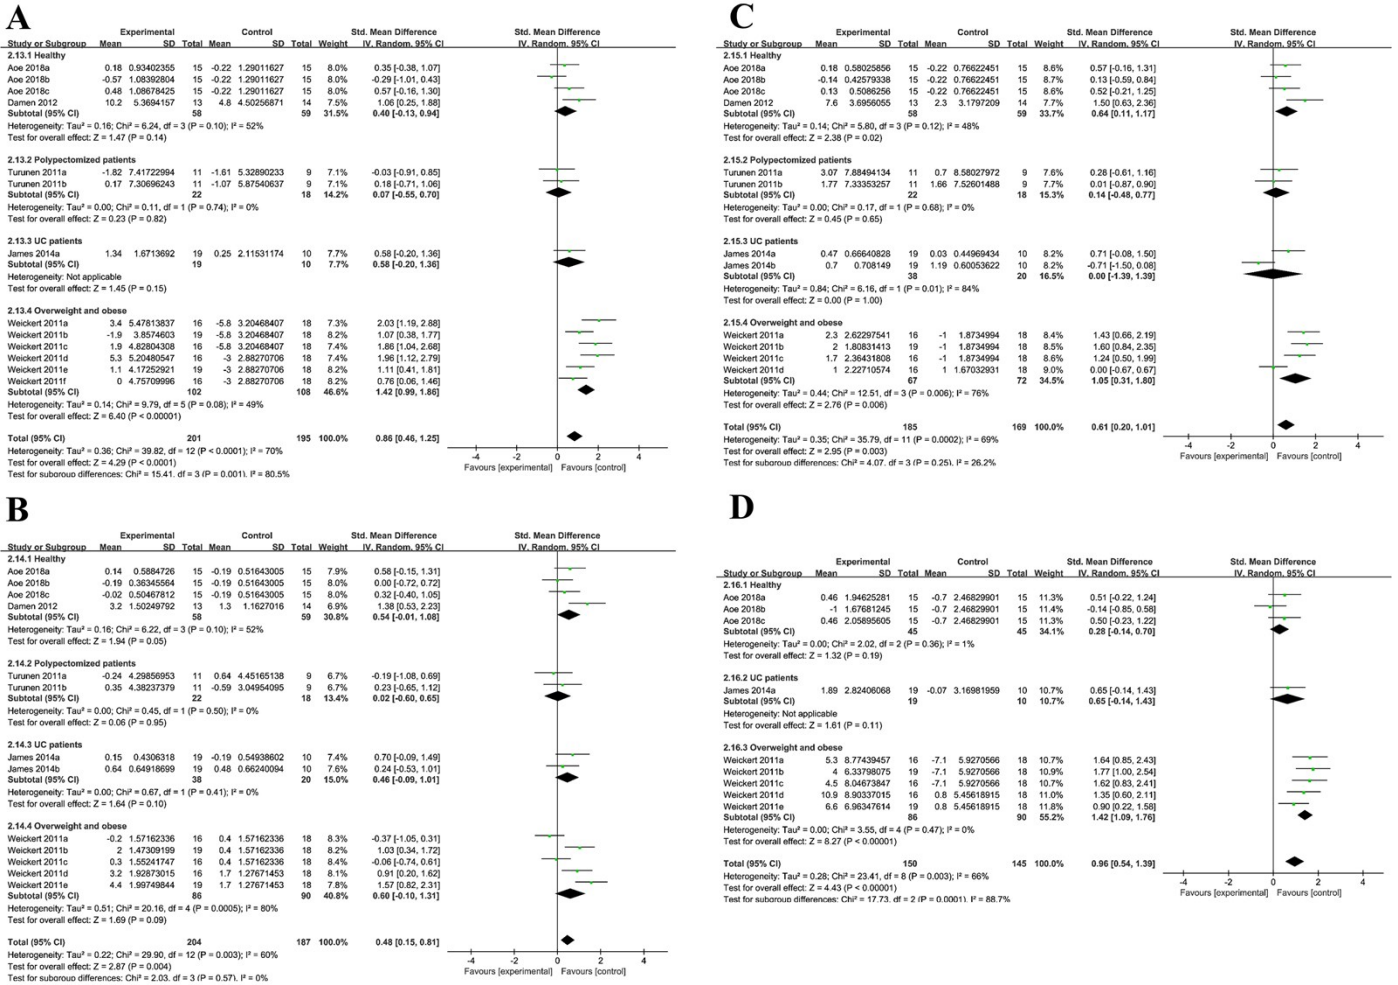 A
Experimental Control Std. Mean Difference Std. Mean Difference
Study or Subgroup Mean SD Total Mean SD Total Weight IV. Random. 95% CI IV. Random. 95% CI
2.13.1 Healthy
Aoe 2018a 0.18 0.93402355 15 -0.22 1.29011627 15 8.0% 0.35 [-0.38, 1.07]
Aoe 2018b -0.57 1.08392804 15 -0.22 1.29011627 15 8.0% -0.29 [-1.01, 0.43]
Aoe 2018c 0.48 1.08678425 15 -0.22 1.29011627 15 8.0% 0.57 [-0.16, 1.30]
Damen 2012 10.2 5.3694157 13 4.8 4.50256871 14 7.5% 1.06 [0.25, 1.88]
Subtotal (95% CI) 58 59 31.5% 0.40 [-0.13, 0.94]
Heterogeneity: Tau² = 0.16; Chi² = 6.24, df = 3 (P = 0.10); I² = 52%
Test for overall effect: Z = 1.47 (P = 0.14)
2.13.2 Polypectomized patients
Turunen 2011a -1.82 7.41722994 11 -1.61 5.32890233 9 7.1% -0.03 [-0.91, 0.85]
Turunen 2011b 0.17 7.30696243 11 -1.07 5.87540637 9 7.1% 0.18 [-0.71, 1.06]
Subtotal (95% CI) 22 18 14.2% 0.07 [-0.55, 0.70]
Heterogeneity: Tau² = 0.00; Chi² = 0.11, df = 1 (P = 0.74); I² = 0%
Test for overall effect: Z = 0.23 (P = 0.82)
2.13.3 UC patients
James 2014a 1.34 1.6713692 19 0.25 2.11531174 10 7.7% 0.58 [-0.20, 1.36]
Subtotal (95% CI) 19 10 7.7% 0.58 [-0.20, 1.36]
Heterogeneity: Not applicable
Test for overall effect: Z = 1.45 (P = 0.15)
2.13.4 Overweight and obese
Weickert 2011a 3.4 5.47813837 16 -5.8 3.20468407 18 7.3% 2.03 [1.19, 2.88]
Weickert 2011b -1.9 3.8574603 19 -5.8 3.20468407 18 8.2% 1.07 [0.38, 1.77]
Weickert 2011c 1.9 4.82804308 16 -5.8 3.20468407 18 7.5% 1.86 [1.04, 2.68]
Weickert 2011d 5.3 5.20480547 16 -3 2.88270706 18 7.4% 1.96 [1.12, 2.79]
Weickert 2011e 1.1 4.17252921 19 -3 2.88270706 18 8.2% 1.11 [0.41, 1.81]
Weickert 2011f 0 4.75709996 16 -3 2.88270706 18 8.2% 0.76 [0.06, 1.46]
Subtotal (95% CI) 102 108 46.6% 1.42 [0.99, 1.86]
Heterogeneity: Tau² = 0.14; Chi² = 9.79, df = 5 (P = 0.08); I² = 49%
Test for overall effect: Z = 6.40 (P < 0.00001)
Total (95% CI) 201 195 100.0% 0.86 [0.46, 1.25]
Heterogeneity: Tau² = 0.36; Chi² = 39.82, df = 12 (P < 0.0001); I² = 70%
Test for overall effect: Z = 4.29 (P < 0.0001)
Test for subgroup differences: Chi² = 15.41. df = 3 (P = 0.001). I² = 80.5%
-4 -2 0 2 4
Favours [experimental] Favours [control]
B
Experimental Control Std. Mean Difference Std. Mean Difference
Study or Subgroup Mean SD Total Mean SD Total Weight IV. Random. 95% CI IV. Random. 95% CI
2.14.1 Healthy
Aoe 2018a 0.14 0.5884726 15 -0.19 0.51643005 15 7.9% 0.58 [-0.15, 1.31]
Aoe 2018b -0.19 0.36345564 15 -0.19 0.51643005 15 8.0% 0.00 [-0.72, 0.72]
Aoe 2018c -0.02 0.50467812 15 -0.19 0.51643005 15 8.0% 0.32 [-0.40, 1.05]
Damen 2012 3.2 1.50249792 13 1.3 1.1627016 14 6.9% 1.38 [0.53, 2.23]
Subtotal (95% CI) 58 59 30.8% 0.54 [-0.01, 1.08]
Heterogeneity: Tau² = 0.16; Chi² = 6.22, df = 3 (P = 0.10); I² = 52%
Test for overall effect: Z = 1.94 (P = 0.05)
2.14.2 Polypectomized patients
Turunen 2011a -0.24 4.29856953 11 0.64 4.45165138 9 6.7% -0.19 [-1.08, 0.69]
Turunen 2011b 0.35 4.38237379 11 -0.59 3.04954095 9 6.7% 0.23 [-0.65, 1.12]
Subtotal (95% CI) 22 18 13.4% 0.02 [-0.60, 0.65]
Heterogeneity: Tau² = 0.00; Chi² = 0.45, df = 1 (P = 0.50); I² = 0%
Test for overall effect: Z = 0.06 (P = 0.95)
2.14.3 UC patients
James 2014a 0.15 0.4306318 19 -0.19 0.54938602 10 7.4% 0.70 [-0.09, 1.49]
James 2014b 0.64 0.64918699 19 0.48 0.66240094 10 7.6% 0.24 [-0.53, 1.01]
Subtotal (95% CI) 38 20 15.0% 0.46 [-0.09, 1.01]
Heterogeneity: Tau² = 0.00; Chi² = 0.67, df = 1 (P = 0.41); I² = 0%
Test for overall effect: Z = 1.64 (P = 0.10)
2.14.4 Overweight and obese
Weickert 2011a -0.2 1.57162336 16 0.4 1.57162336 18 8.3% -0.37 [-1.05, 0.31]
Weickert 2011b 2 1.47309199 19 0.4 1.57162336 18 8.2% 1.03 [0.34, 1.72]
Weickert 2011c 0.3 1.55241747 16 0.4 1.57162336 18 8.3% -0.06 [-0.74, 0.61]
Weickert 2011d 3.2 1.92873015 16 1.7 1.27671453 18 8.0% 0.91 [0.20, 1.62]
Weickert 2011e 4.4 1.99749844 19 1.7 1.27671453 18 7.8% 1.57 [0.82, 2.31]
Subtotal (95% CI) 86 90 40.8% 0.60 [-0.10, 1.31]
Heterogeneity: Tau² = 0.51; Chi² = 20.16, df = 4 (P = 0.0005); I² = 80%
Test for overall effect: Z = 1.69 (P = 0.09)
Total (95% CI) 204 187 100.0% 0.48 [0.15, 0.81]
Heterogeneity: Tau² = 0.22; Chi² = 29.90, df = 12 (P = 0.003); I² = 60%
Test for overall effect: Z = 2.87 (P = 0.004)
Test for subgroup differences: Chi² = 2.03. df = 3 (P = 0.57). I² = 0%
-4 -2 0 2 4
Favours [experimental] Favours [control]
C
Experimental Control Std. Mean Difference Std. Mean Difference
Study or Subgroup Mean SD Total Mean SD Total Weight IV. Random. 95% CI IV. Random. 95% CI
2.15.1 Healthy
Aoe 2018a 0.18 0.58025856 15 -0.22 0.76622451 15 8.6% 0.57 [-0.16, 1.31]
Aoe 2018b -0.14 0.42579338 15 -0.22 0.76622451 15 8.7% 0.13 [-0.59, 0.84]
Aoe 2018c 0.13 0.5086256 15 -0.22 0.76622451 15 8.7% 0.52 [-0.21, 1.25]
Damen 2012 7.6 3.6956055 13 2.3 3.1797209 14 7.7% 1.50 [0.63, 2.36]
Subtotal (95% CI) 58 59 33.7% 0.64 [0.11, 1.17]
Heterogeneity: Tau² = 0.14; Chi² = 5.80, df = 3 (P = 0.12); I² = 48%
Test for overall effect: Z = 2.38 (P = 0.02)
2.15.2 Polypectomized patients
Turunen 2011a 3.07 7.88494134 11 0.7 8.58027972 9 7.6% 0.28 [-0.61, 1.16]
Turunen 2011b 1.77 7.33353257 11 1.66 7.52601488 9 7.7% 0.01 [-0.87, 0.90]
Subtotal (95% CI) 22 18 15.3% 0.14 [-0.48, 0.77]
Heterogeneity: Tau² = 0.00; Chi² = 0.17, df = 1 (P = 0.68); I² = 0%
Test for overall effect: Z = 0.45 (P = 0.65)
2.15.3 UC patients
James 2014a 0.47 0.66640828 19 0.03 0.44969434 10 8.3% 0.71 [-0.08, 1.50]
James 2014b 0.7 0.708149 19 1.19 0.60053622 10 8.2% -0.71 [-1.50, 0.08]
Subtotal (95% CI) 38 20 16.5% 0.00 [-1.39, 1.39]
Heterogeneity: Tau² = 0.84; Chi² = 6.16, df = 1 (P = 0.01); I² = 84%
Test for overall effect: Z = 0.00 (P = 1.00)
2.15.4 Overweight and obese
Weickert 2011a 2.3 2.62297541 16 -1 1.8734994 18 8.4% 1.43 [0.66, 2.19]
Weickert 2011b 2 1.80831413 19 -1 1.8734994 18 8.5% 1.60 [0.84, 2.35]
Weickert 2011c 1.7 2.36431808 16 -1 1.8734994 18 8.6% 1.24 [0.50, 1.99]
Weickert 2011d 1 2.22710574 16 1 1.67032931 18 9.0% 0.00 [-0.67, 0.67]
Subtotal (95% CI) 67 72 34.5% 1.05 [0.31, 1.80]
Heterogeneity: Tau² = 0.44; Chi² = 12.51, df = 3 (P = 0.006); I² = 76%
Test for overall effect: Z = 2.76 (P = 0.006)
Total (95% CI) 185 169 100.0% 0.61 [0.20, 1.01]
Heterogeneity: Tau² = 0.35; Chi² = 35.79, df = 11 (P = 0.0002); I² = 69%
Test for overall effect: Z = 2.95 (P = 0.003)
Test for subgroup differences: Chi² = 4.07. df = 3 (P = 0.25). I² = 26.2%
-4 -2 0 2 4
Favours [experimental] Favours [control]
D
Experimental Control Std. Mean Difference Std. Mean Difference
Study or Subgroup Mean SD Total Mean SD Total Weight IV. Random. 95% CI IV. Random. 95% CI
2.16.1 Healthy
Aoe 2018a 0.46 1.94625281 15 -0.7 2.46829901 15 11.3% 0.51 [-0.22, 1.24]
Aoe 2018b -1 1.67681245 15 -0.7 2.46829901 15 11.4% -0.14 [-0.85, 0.58]
Aoe 2018c 0.46 2.05895605 15 -0.7 2.46829901 15 11.3% 0.50 [-0.23, 1.22]
Subtotal (95% CI) 45 45 34.1% 0.28 [-0.14, 0.70]
Heterogeneity: Tau² = 0.00; Chi² = 2.02, df = 2 (P = 0.36); I² = 1%
Test for overall effect: Z = 1.32 (P = 0.19)
2.16.2 UC patients
James 2014a 1.89 2.82406068 19 -0.07 3.16981959 10 10.7% 0.65 [-0.14, 1.43]
Subtotal (95% CI) 19 10 10.7% 0.65 [-0.14, 1.43]
Heterogeneity: Not applicable
Test for overall effect: Z = 1.61 (P = 0.11)
2.16.3 Overweight and obese
Weickert 2011a 5.3 8.77439457 16 -7.1 5.9270566 18 10.7% 1.64 [0.85, 2.43]
Weickert 2011b 4 6.33798075 19 -7.1 5.9270566 18 10.9% 1.77 [1.00, 2.54]
Weickert 2011c 4.5 8.04673847 16 -7.1 5.9270566 18 10.7% 1.62 [0.83, 2.41]
Weickert 2011d 10.9 8.90337015 16 0.8 5.45618915 18 11.0% 1.35 [0.60, 2.11]
Weickert 2011e 6.6 6.96347614 19 0.8 5.45618915 18 11.8% 0.90 [0.22, 1.58]
Subtotal (95% CI) 86 90 55.2% 1.42 [1.09, 1.76]
Heterogeneity: Tau² = 0.00; Chi² = 3.55, df = 4 (P = 0.47); I² = 0%
Test for overall effect: Z = 8.27 (P < 0.00001)
Total (95% CI) 150 145 100.0% 0.96 [0.54, 1.39]
Heterogeneity: Tau² = 0.28; Chi² = 23.41, df = 8 (P = 0.003); I² = 66%
Test for overall effect: Z = 4.43 (P < 0.00001)
Test for subgroup differences: Chi² = 17.73. df = 2 (P = 0.0001). I² = 88.7%
-4 -2 0 2 4
Favours [experimental] Favours [control]